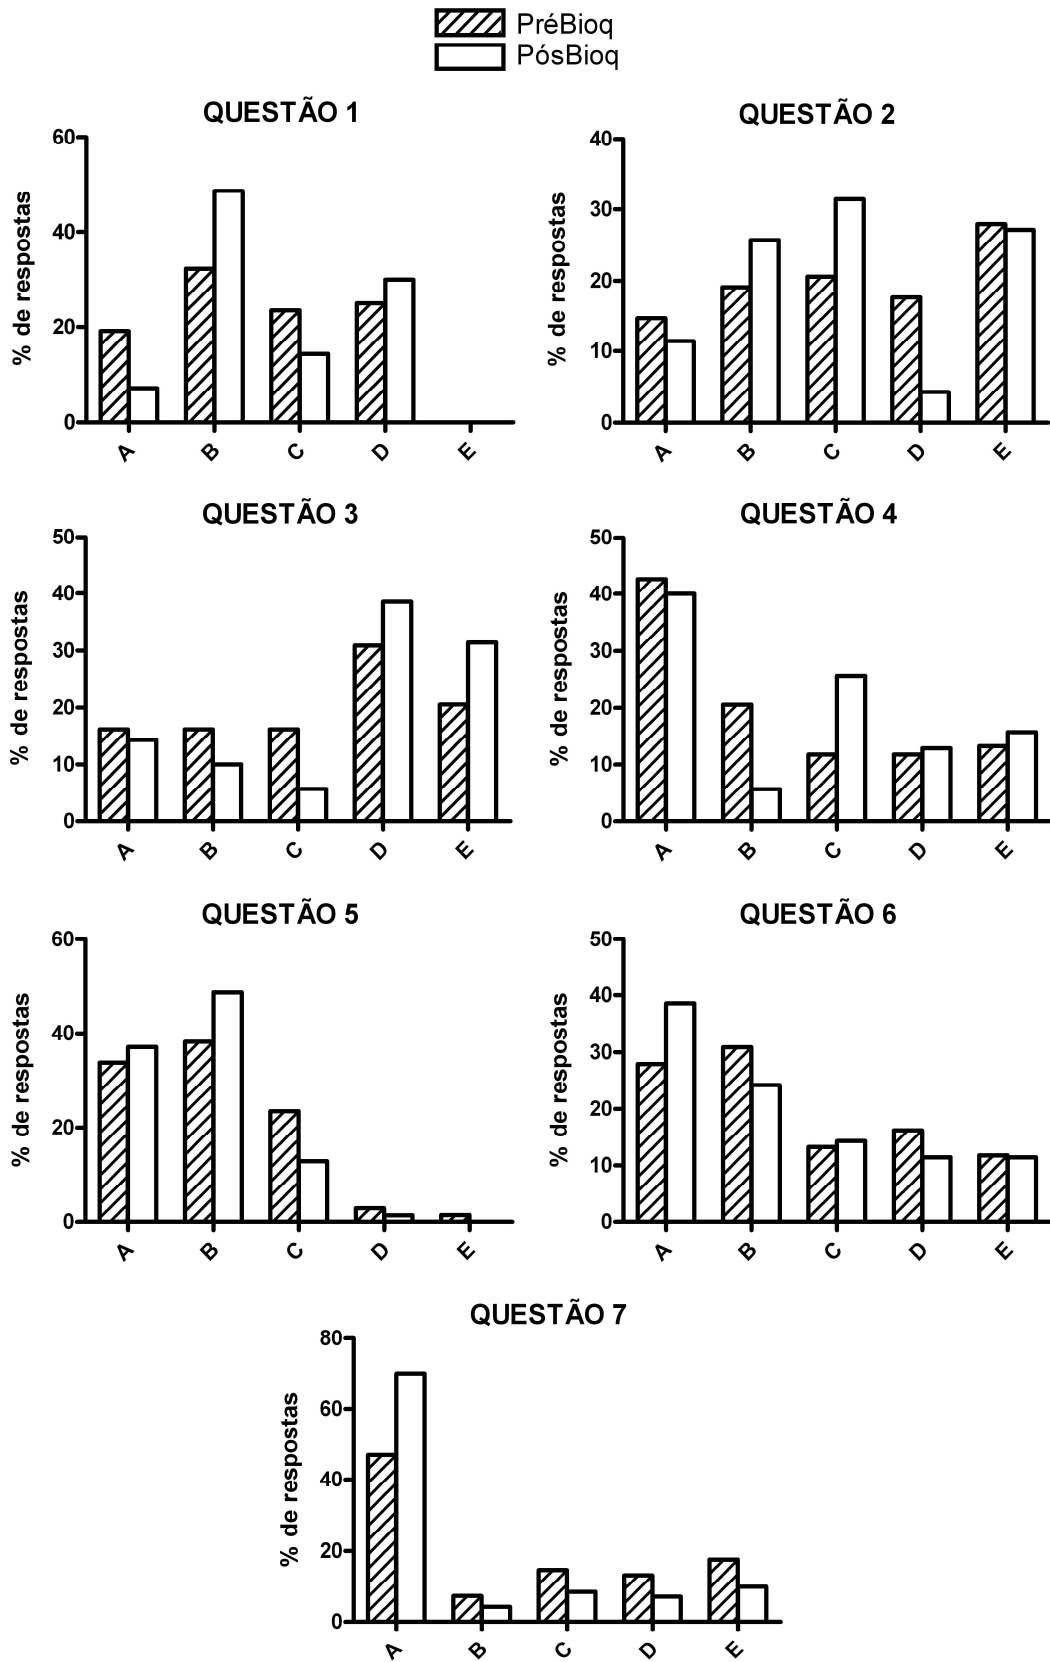 PréBioq
PósBioq
QUESTÃO 1
% de respostas
60
40
20
0
A B C D E
QUESTÃO 2
% de respostas
40
30
20
10
0
A B C D E
QUESTÃO 3
% de respostas
50
40
30
20
10
0
A B C D E
QUESTÃO 4
% de respostas
50
40
30
20
10
0
A B C D E
QUESTÃO 5
% de respostas
60
40
20
0
A B C D E
QUESTÃO 6
% de respostas
50
40
30
20
10
0
A B C D E
QUESTÃO 7
% de respostas
80
60
40
20
0
A B C D E